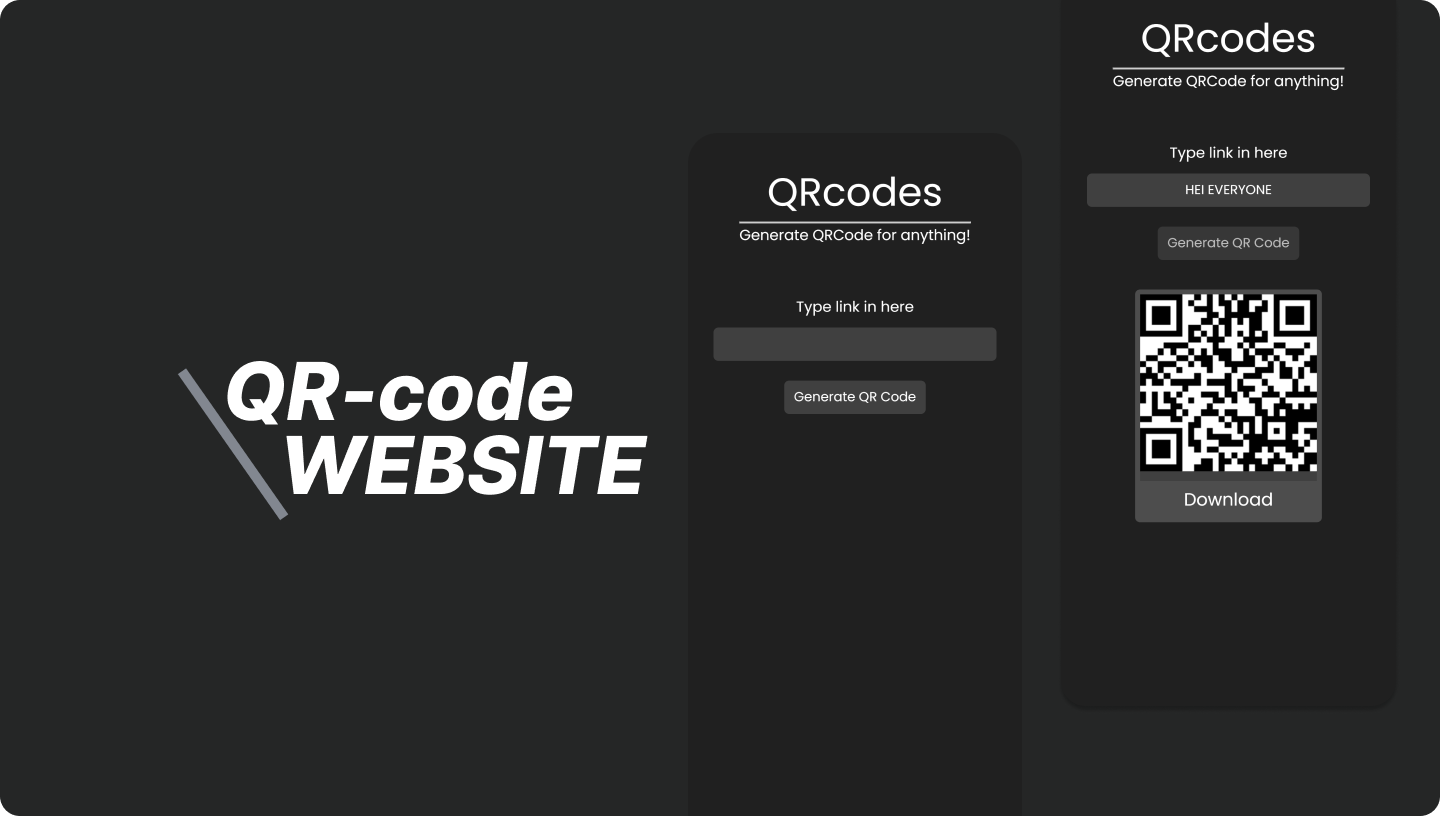 QR-code
WEBSITE
QRcodes
Generate QRCode for anything!
Type link in here
Generate QR Code
QRcodes
Generate QRCode for anything!
Type link in here
HEI EVERYONE
Generate QR Code
Download